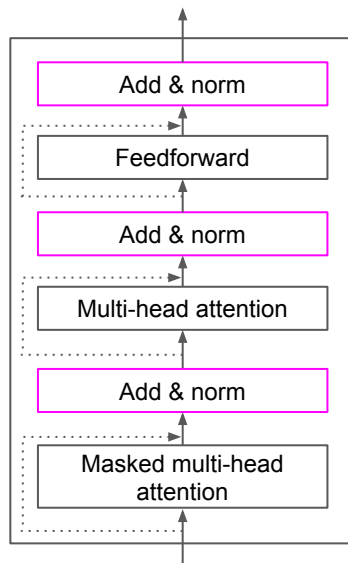 Add & norm
Feedforward
Add & norm
Multi-head attention
Add & norm
Masked multi-head
attention